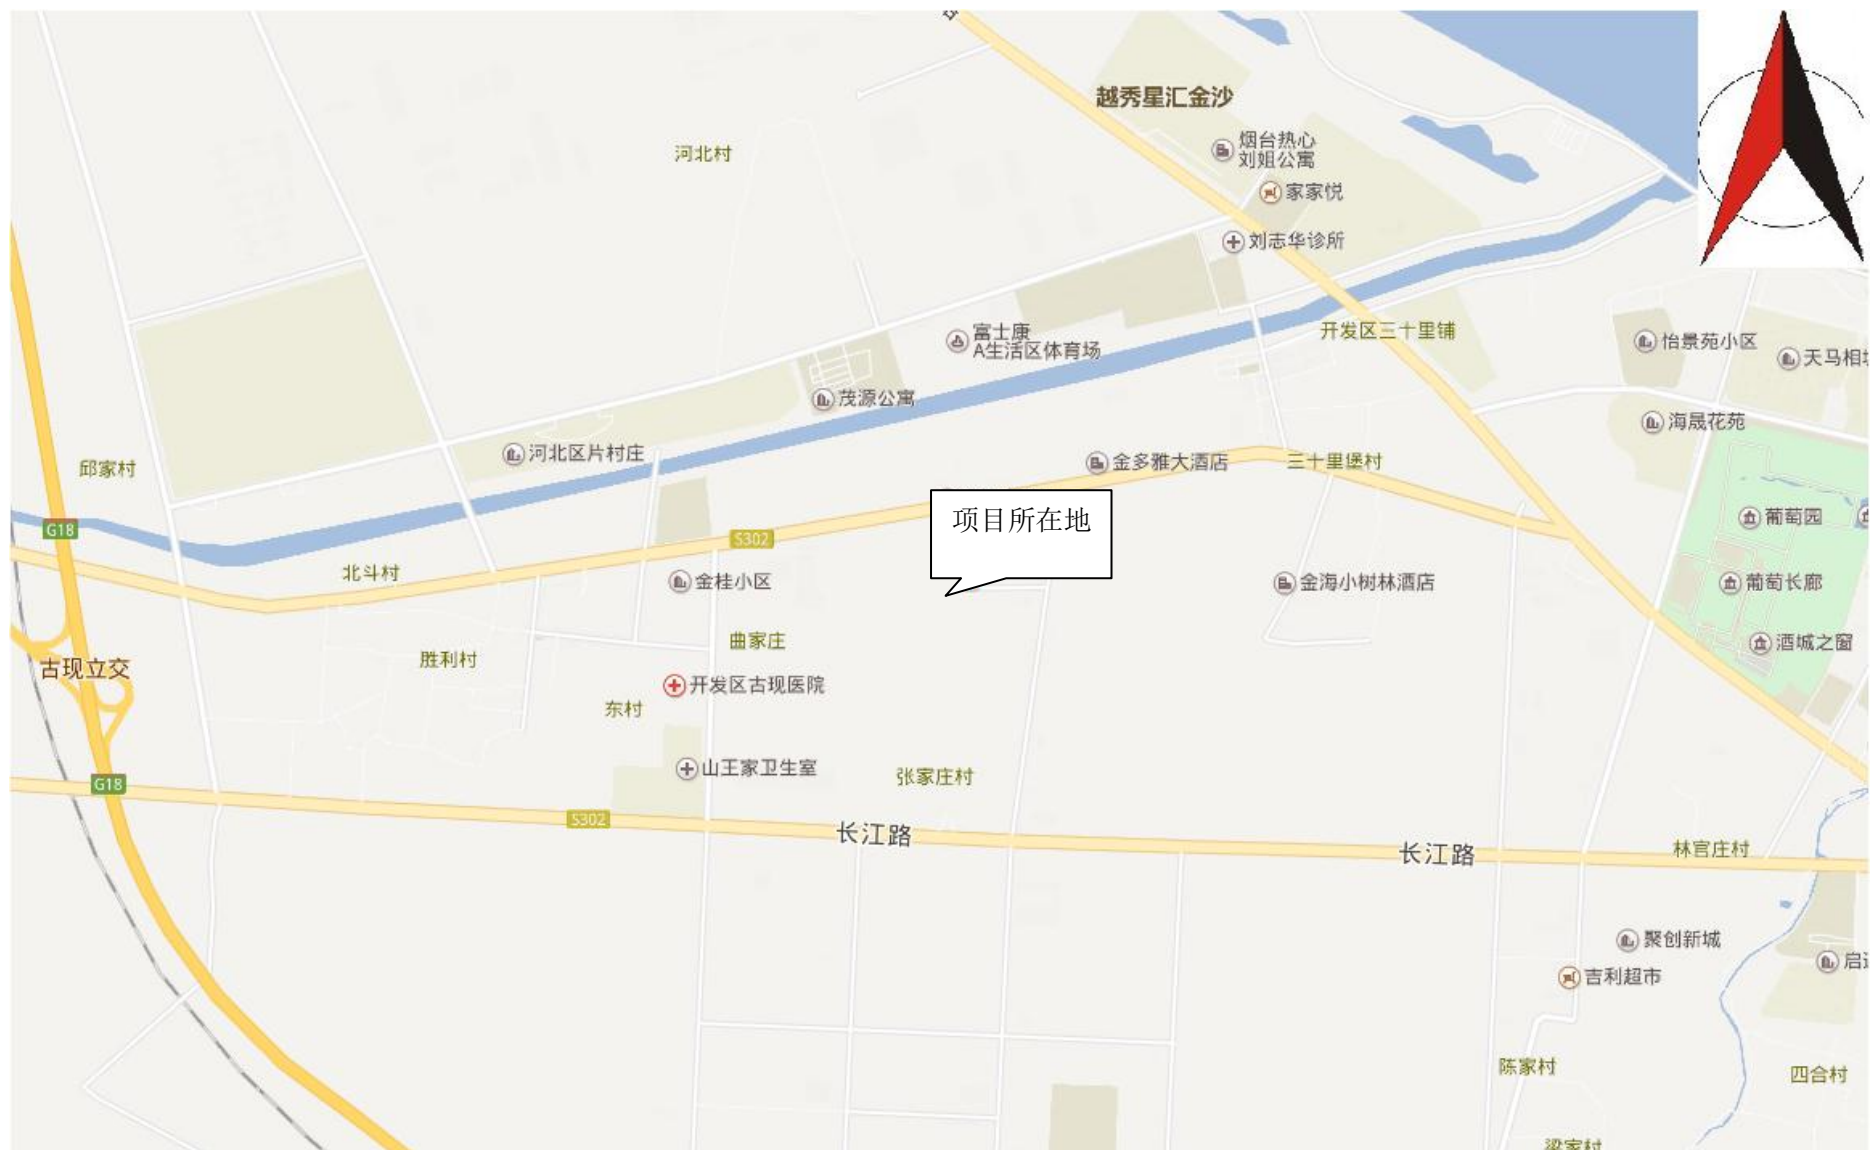 越秀星汇金沙
烟台热心
刘姐公寓
河北村
家家悦
刘志华诊所
富士康
A生活区体育场
开发区三十里铺
怡景苑小区
天马相
茂源公寓
海晟花苑
河北区片村庄
金多雅大酒店
三十里堡村
邱家村
葡萄园
G18
项目所在地
S302
北斗村
金桂小区
金海小树林酒店
葡萄长廊
曲家庄
酒城之窗
胜利村
古现立交
开发区古现医院
东村
山王家卫生室
张家庄村
G18
S302
长江路
长江路
林官庄村
聚创新城
启
吉利超市
陈家村
四合村
梁家村